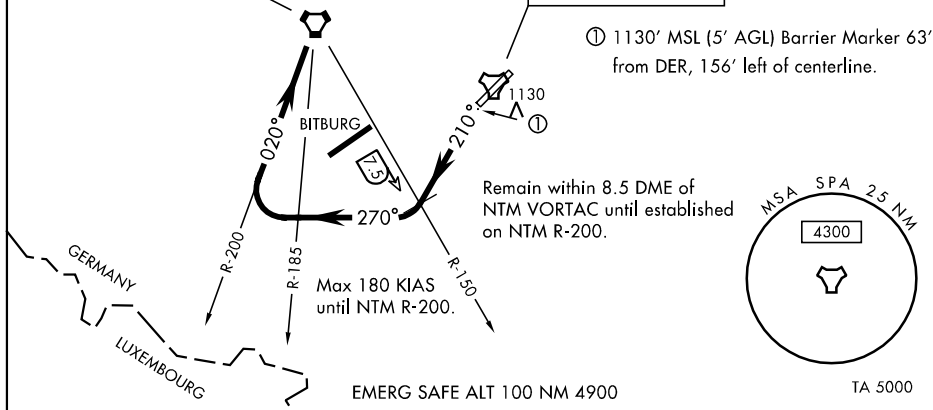 ① 1130' MSL (5' AGL) Barrier Marker 63'
from DER, 156' left of centerline.
1130
①
BITBURG
210°
020°
7.5
Remain within 8.5 DME of
NTM VORTAC until established
on NTM R-200.
270°
MSA SPA 25 NM
4300
R-200
R-185
R-150
GERMANY
Max 180 KIAS
until NTM R-200.
LUXEMBOURG
EMERG SAFE ALT 100 NM 4900
TA 5000